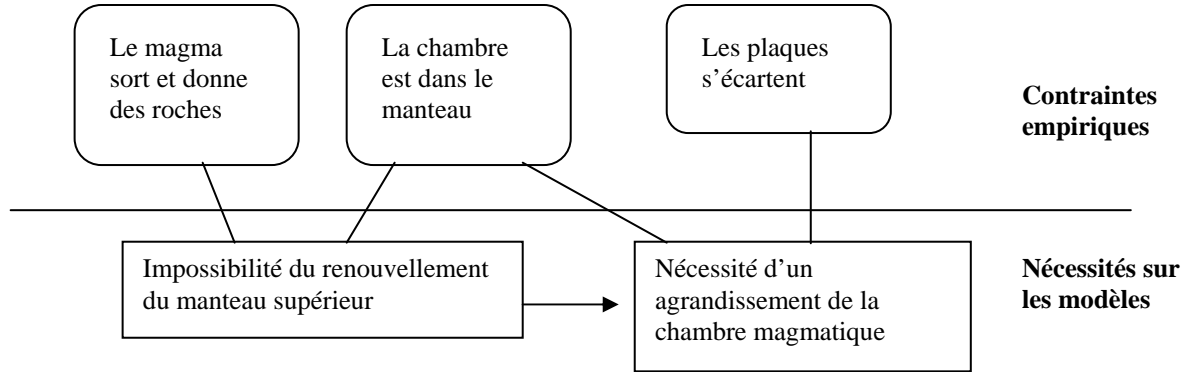 Le magma
sort et donne
des roches
La chambre
est dans le
manteau
Les plaques
s’écartent
Contraintes
empiriques
Impossibilité du renouvellement
du manteau supérieur
Nécessité d’un
agrandissement de la
chambre magmatique
Nécessités sur
les modèles